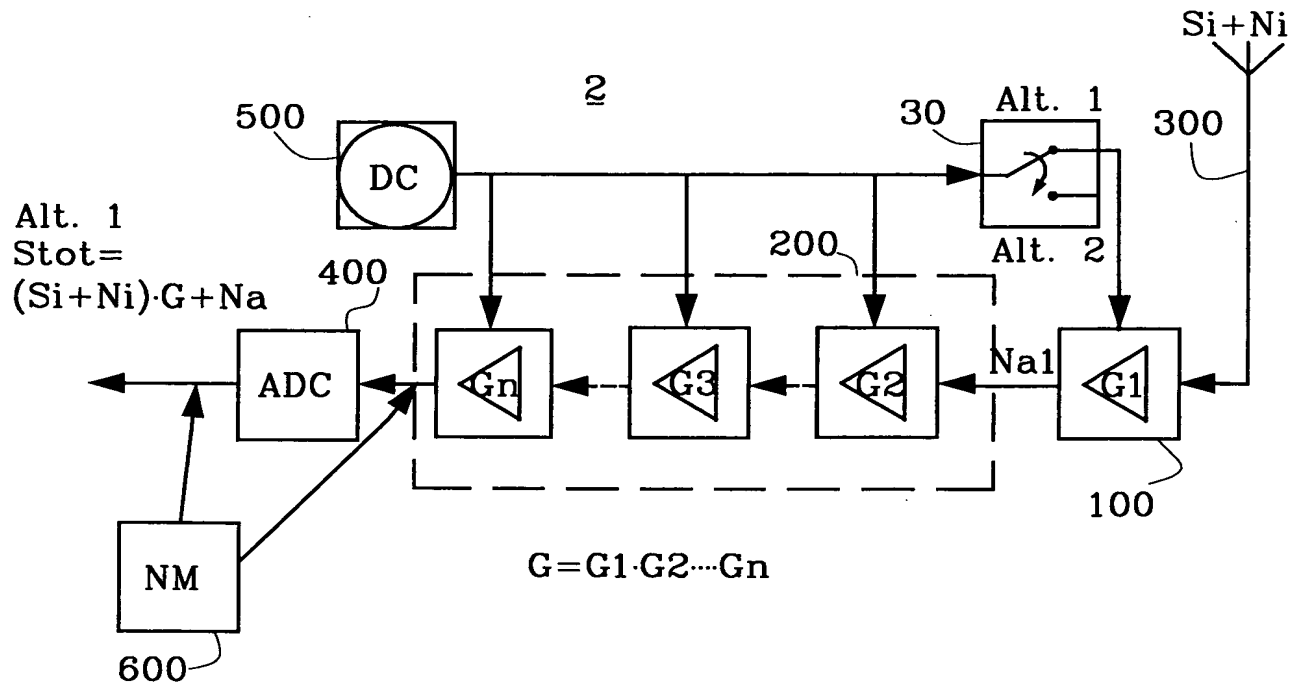 Si+Ni
2
500
30
Alt. 1
300
DC
Alt. 1
Stot=
(Si+Ni)·G+Na
Alt. 2
200
400
ADC
Gn
G3
G2
Na1
G1
100
NM
G=G1·G2····Gn
600